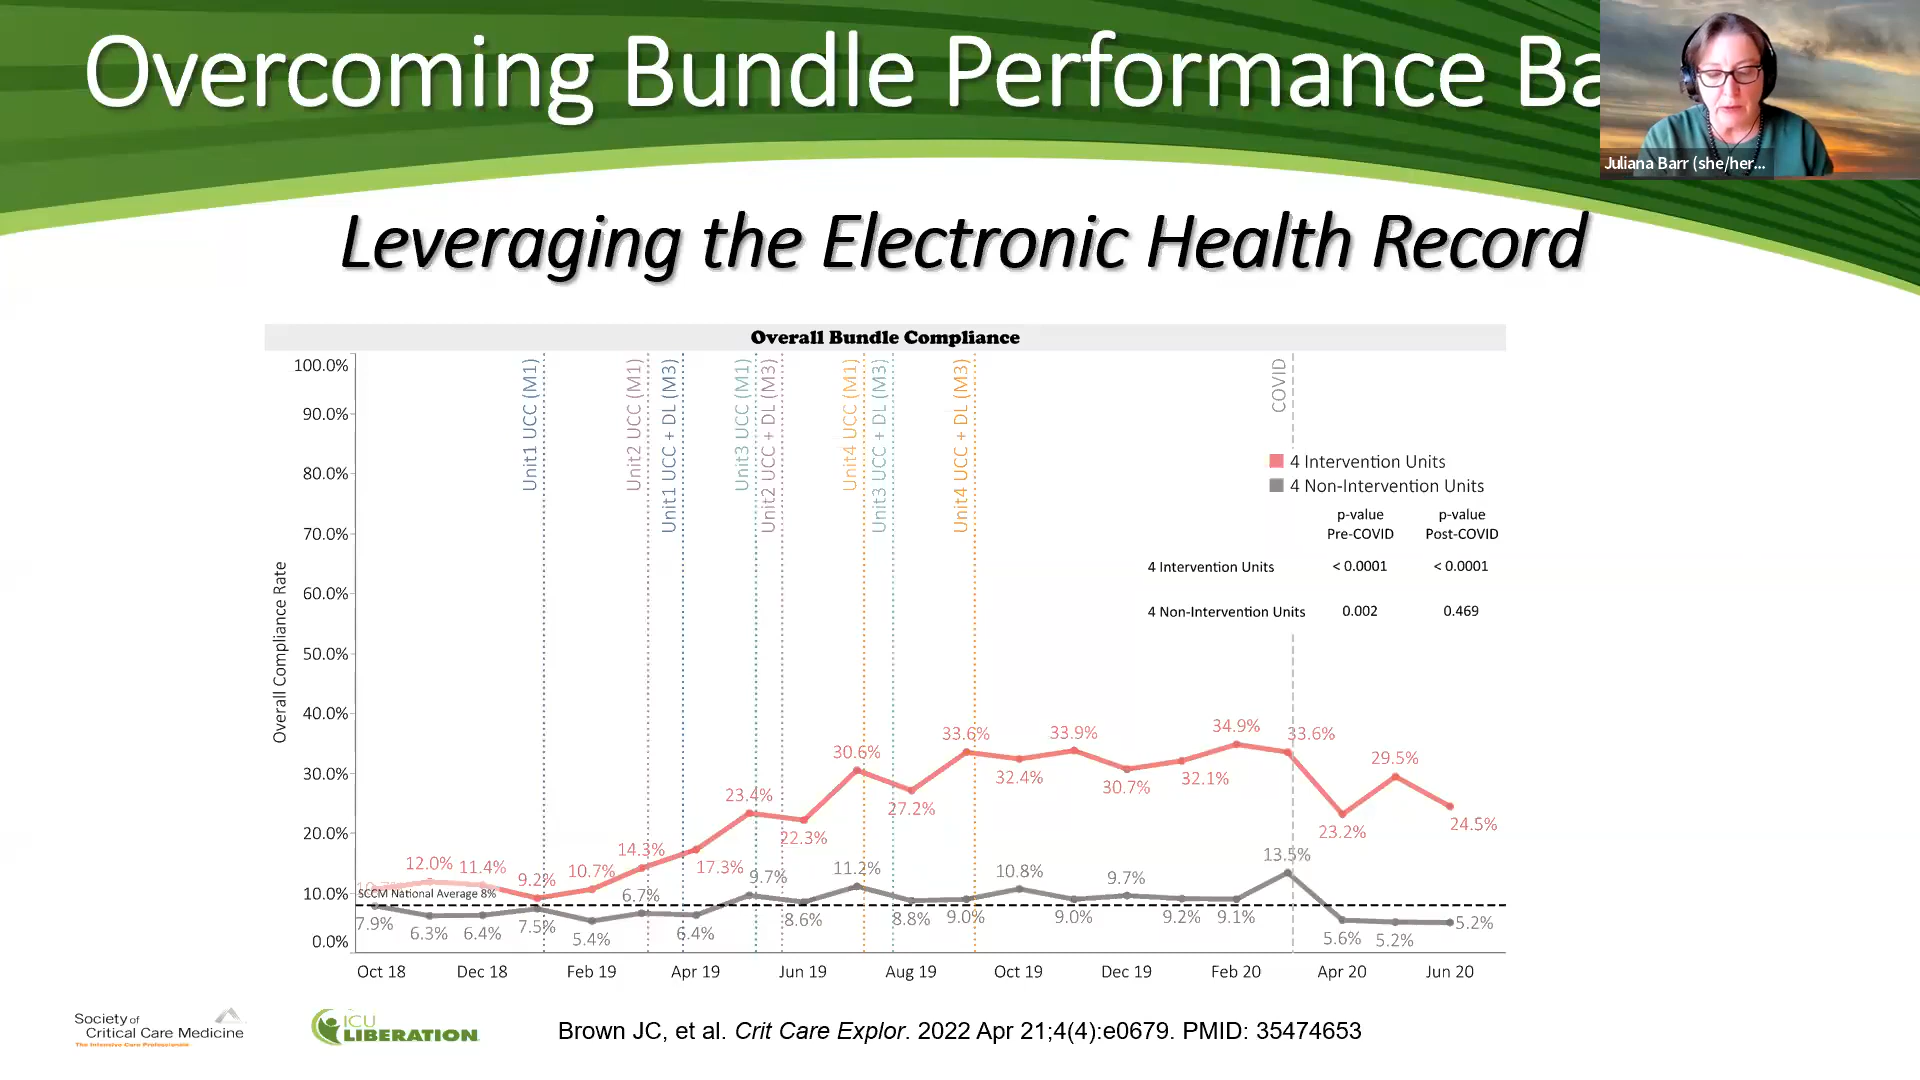 Overcoming Bundle Performance Ba
Juliana Barr (she/her...
Leveraging the Electronic Health Record
Overall Bundle Compliance
100.0%
90.0%
80.0%
70.0%
60.0%
50.0%
40.0%
30.0%
20.0%
10.0%
0.0%
Overall Compliance Rate
Unit1 UCC (M1)
Unit2 UCC (M1)
Unit1 UCC + DL (M3)
Unit3 UCC (M1)
Unit2 UCC + DL (M3)
Unit4 UCC (M1)
Unit3 UCC + DL (M3)
Unit4 UCC + DL (M3)
COVID
4 Intervention Units
4 Non-Intervention Units
p-value p-value
Pre-COVID Post-COVID
4 Intervention Units < 0.0001 < 0.0001
4 Non-Intervention Units 0.002 0.469
12.0% 11.4% 9.2% 10.7% 14.3% 17.3% 23.4% 22.3% 30.6% 27.2% 33.6% 32.4% 33.9% 30.7% 32.1% 34.9% 33.6% 23.2% 29.5% 24.5%
SCCM National Average 8%
7.9% 6.3% 6.4% 7.5% 5.4% 6.7% 6.4% 9.7% 8.6% 11.2% 8.8% 9.0% 10.8% 9.0% 9.7% 9.2% 9.1% 13.5% 5.6% 5.2% 5.2%
Oct 18 Dec 18 Feb 19 Apr 19 Jun 19 Aug 19 Oct 19 Dec 19 Feb 20 Apr 20 Jun 20
Society of
Critical Care Medicine
The Intensive Care Professionals
ICU
LIBERATION
Brown JC, et al. Crit Care Explor. 2022 Apr 21;4(4):e0679. PMID: 35474653